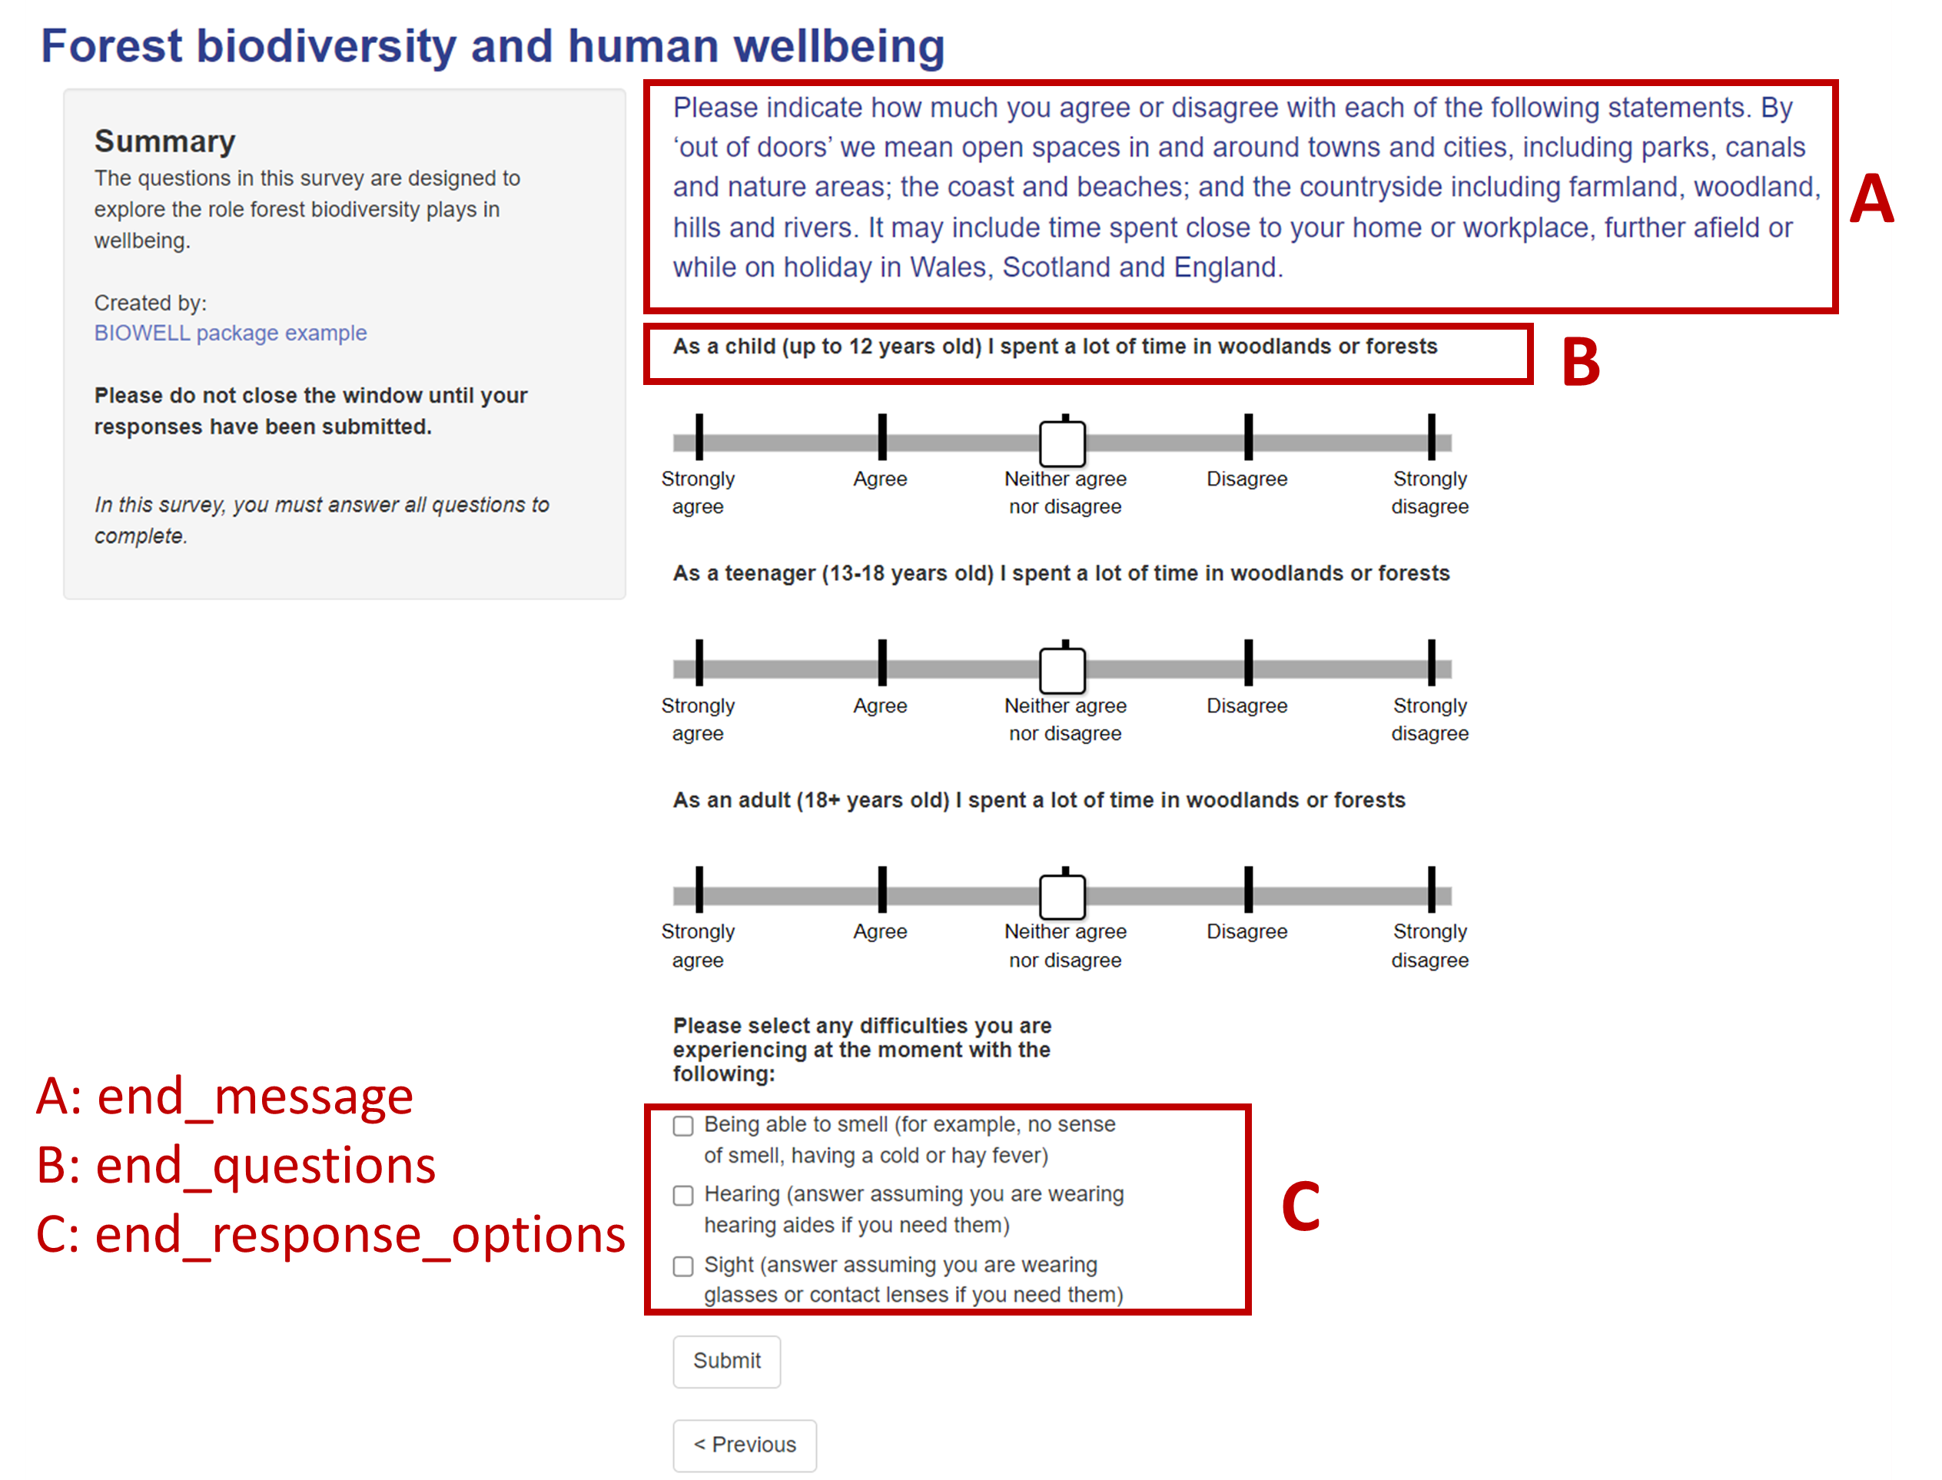 Forest biodiversity and human wellbeing
Summary
The questions in this survey are designed to
explore the role forest biodiversity plays in
wellbeing.
Created by:
BIOWELL package example
Please do not close the window until your
responses have been submitted.
In this survey, you must answer all questions to
complete.
Please indicate how much you agree or disagree with each of the following statements. By
‘out of doors’ we mean open spaces in and around towns and cities, including parks, canals
and nature areas; the coast and beaches; and the countryside including farmland, woodland,
hills and rivers. It may include time spent close to your home or workplace, further afield or
while on holiday in Wales, Scotland and England.
A
As a child (up to 12 years old) I spent a lot of time in woodlands or forests
B
Strongly agree
Agree
Neither agree nor disagree
Disagree
Strongly disagree
As a teenager (13-18 years old) I spent a lot of time in woodlands or forests
Strongly agree
Agree
Neither agree nor disagree
Disagree
Strongly disagree
As an adult (18+ years old) I spent a lot of time in woodlands or forests
Strongly agree
Agree
Neither agree nor disagree
Disagree
Strongly disagree
Please select any difficulties you are
experiencing at the moment with the
following:
Being able to smell (for example, no sense
of smell, having a cold or hay fever)
Hearing (answer assuming you are wearing
hearing aides if you need them)
Sight (answer assuming you are wearing
glasses or contact lenses if you need them)
C
Submit
< Previous
A: end_message
B: end_questions
C: end_response_options